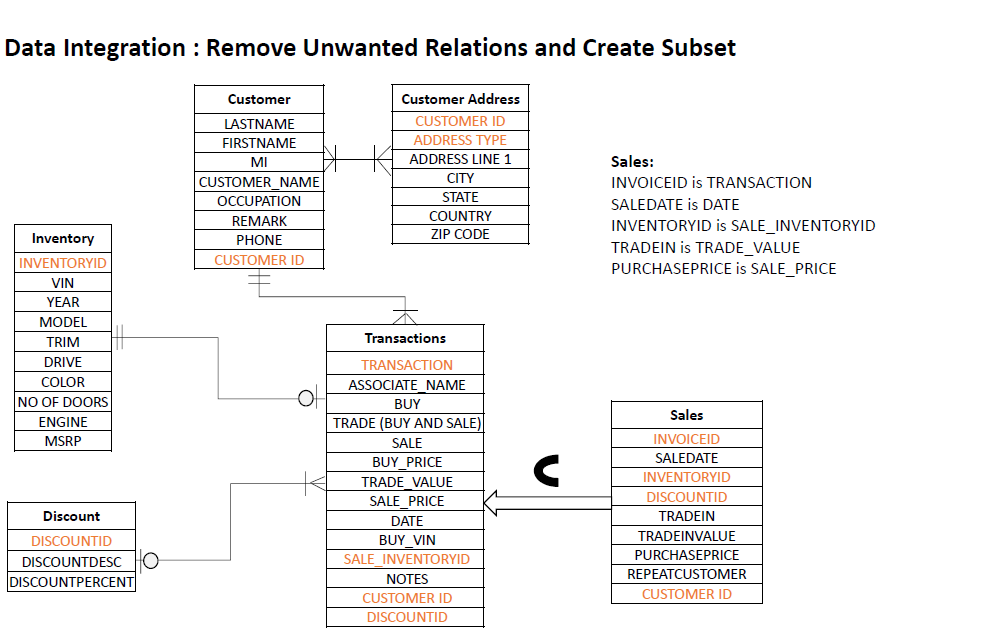 Data Integration : Remove Unwanted Relations and Create Subset
Customer
LASTNAME
FIRSTNAME
MI
CUSTOMER_NAME
OCCUPATION
REMARK
PHONE
CUSTOMER ID
Customer Address
CUSTOMER ID
ADDRESS TYPE
ADDRESS LINE 1
CITY
STATE
COUNTRY
ZIP CODE
Sales:
INVOICEID is TRANSACTION
SALEDATE is DATE
INVENTORYID is SALE_INVENTORYID
TRADEIN is TRADE_VALUE
PURCHASEPRICE is SALE_PRICE
Inventory
INVENTORYID
VIN
YEAR
MODEL
TRIM
DRIVE
COLOR
NO OF DOORS
ENGINE
MSRP
Transactions
TRANSACTION
ASSOCIATE_NAME
BUY
TRADE (BUY AND SALE)
SALE
BUY_PRICE
TRADE_VALUE
SALE_PRICE
DATE
BUY_VIN
SALE_INVENTORYID
NOTES
CUSTOMER ID
DISCOUNTID
Sales
INVOICEID
SALEDATE
INVENTORYID
DISCOUNTID
TRADEIN
TRADEINVALUE
PURCHASEPRICE
REPEATCUSTOMER
CUSTOMER ID
Discount
DISCOUNTID
DISCOUNTDESC
DISCOUNTPERCENT